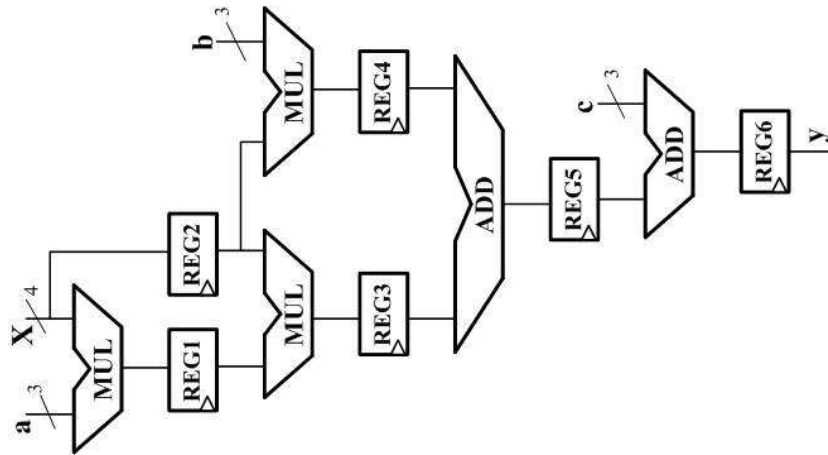 X
4
a
3
MUL
REG1
REG2
b
3
MUL
MUL
REG3
REG4
ADD
REG5
c
3
ADD
REG6
y